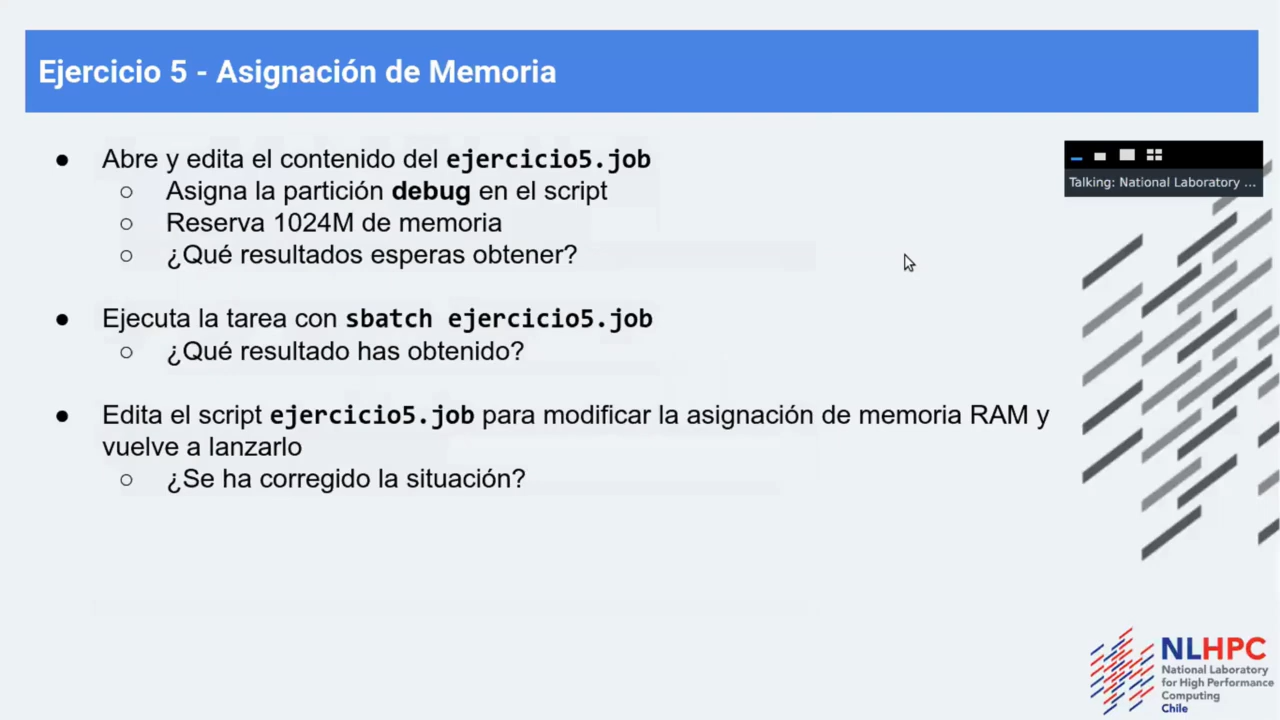 Ejercicio 5 - Asignación de Memoria
● Abre y edita el contenido del ejercicio5.job
○ Asigna la partición debug en el script
○ Reserva 1024M de memoria
○ ¿Qué resultados esperas obtener?
● Ejecuta la tarea con sbatch ejercicio5.job
○ ¿Qué resultado has obtenido?
● Edita el script ejercicio5.job para modificar la asignación de memoria RAM y
vuelve a lanzarlo
○ ¿Se ha corregido la situación?
Talking: National Laboratory ...
NLHPC
National Laboratory
for High Performance
Computing
Chile